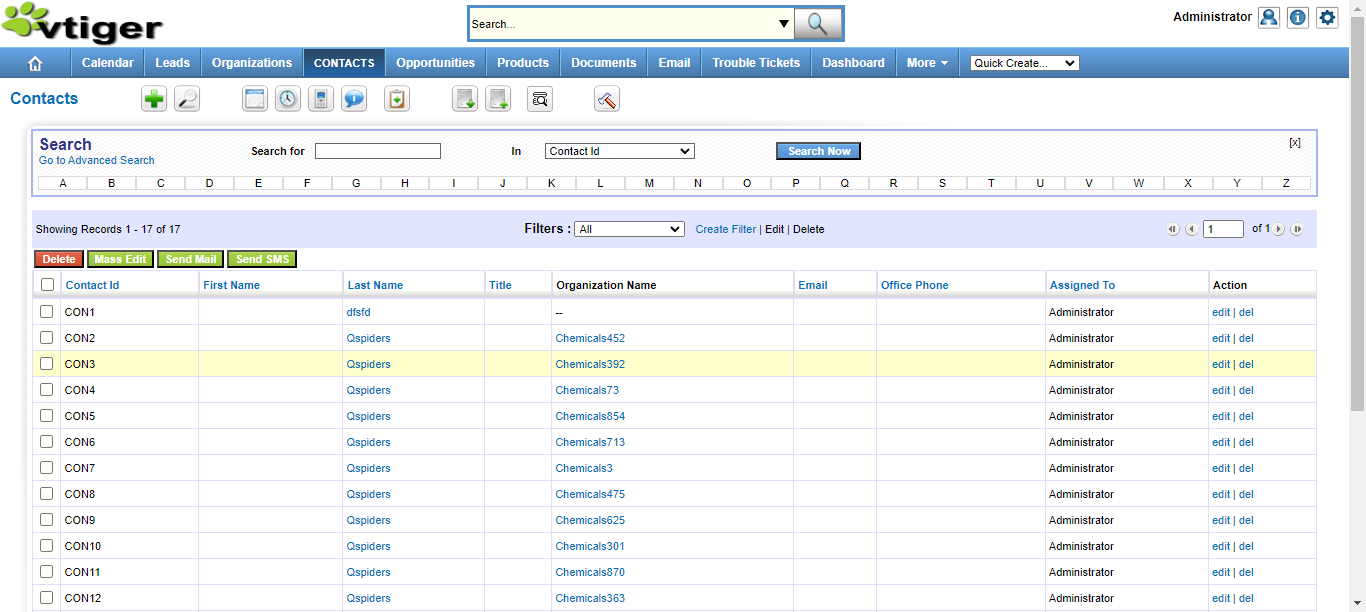 vtiger
Search...
Administrator
Calendar Leads Organizations CONTACTS Opportunities Products Documents Email Trouble Tickets Dashboard More Quick Create...
Contacts
Search
Go to Advanced Search
Search for In Contact Id Search Now [x]
A B C D E F G H I J K L M N O P Q R S T U V W X Y Z
Showing Records 1 - 17 of 17 Filters : All Create Filter | Edit | Delete 1 of 1
Delete Mass Edit Send Mail Send SMS
Contact Id First Name Last Name Title Organization Name Email Office Phone Assigned To Action
CON1 dfsfd -- Administrator edit | del
CON2 Qspiders Chemicals452 Administrator edit | del
CON3 Qspiders Chemicals392 Administrator edit | del
CON4 Qspiders Chemicals73 Administrator edit | del
CON5 Qspiders Chemicals854 Administrator edit | del
CON6 Qspiders Chemicals713 Administrator edit | del
CON7 Qspiders Chemicals3 Administrator edit | del
CON8 Qspiders Chemicals475 Administrator edit | del
CON9 Qspiders Chemicals625 Administrator edit | del
CON10 Qspiders Chemicals301 Administrator edit | del
CON11 Qspiders Chemicals870 Administrator edit | del
CON12 Qspiders Chemicals363 Administrator edit | del